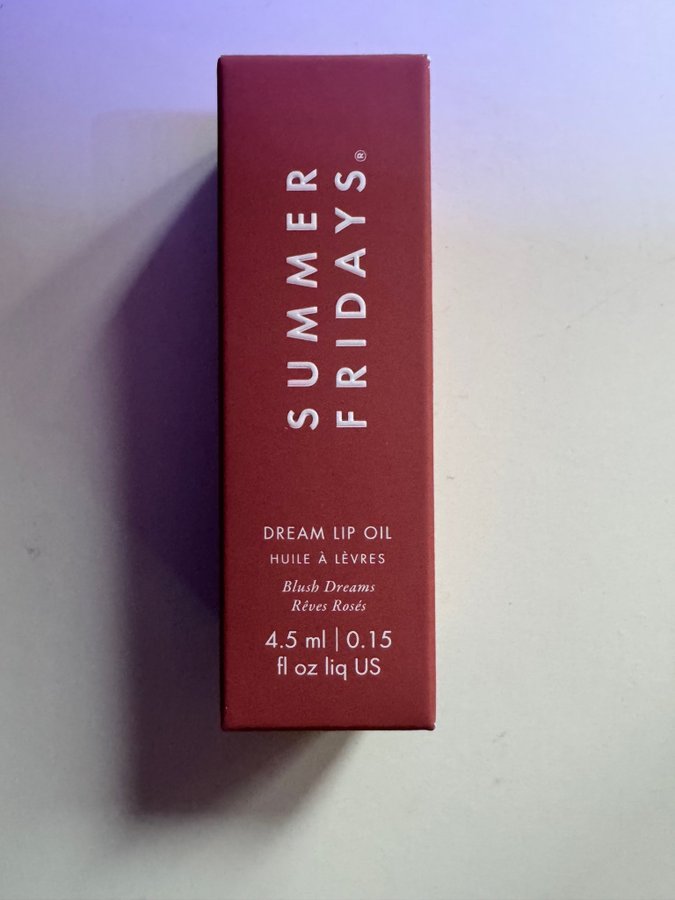 SUMMER
FRIDAYS®
DREAM LIP OIL
HUILE À LÈVRES
Blush Dreams
Rêves Rosés
4.5 ml | 0.15
fl oz liq US